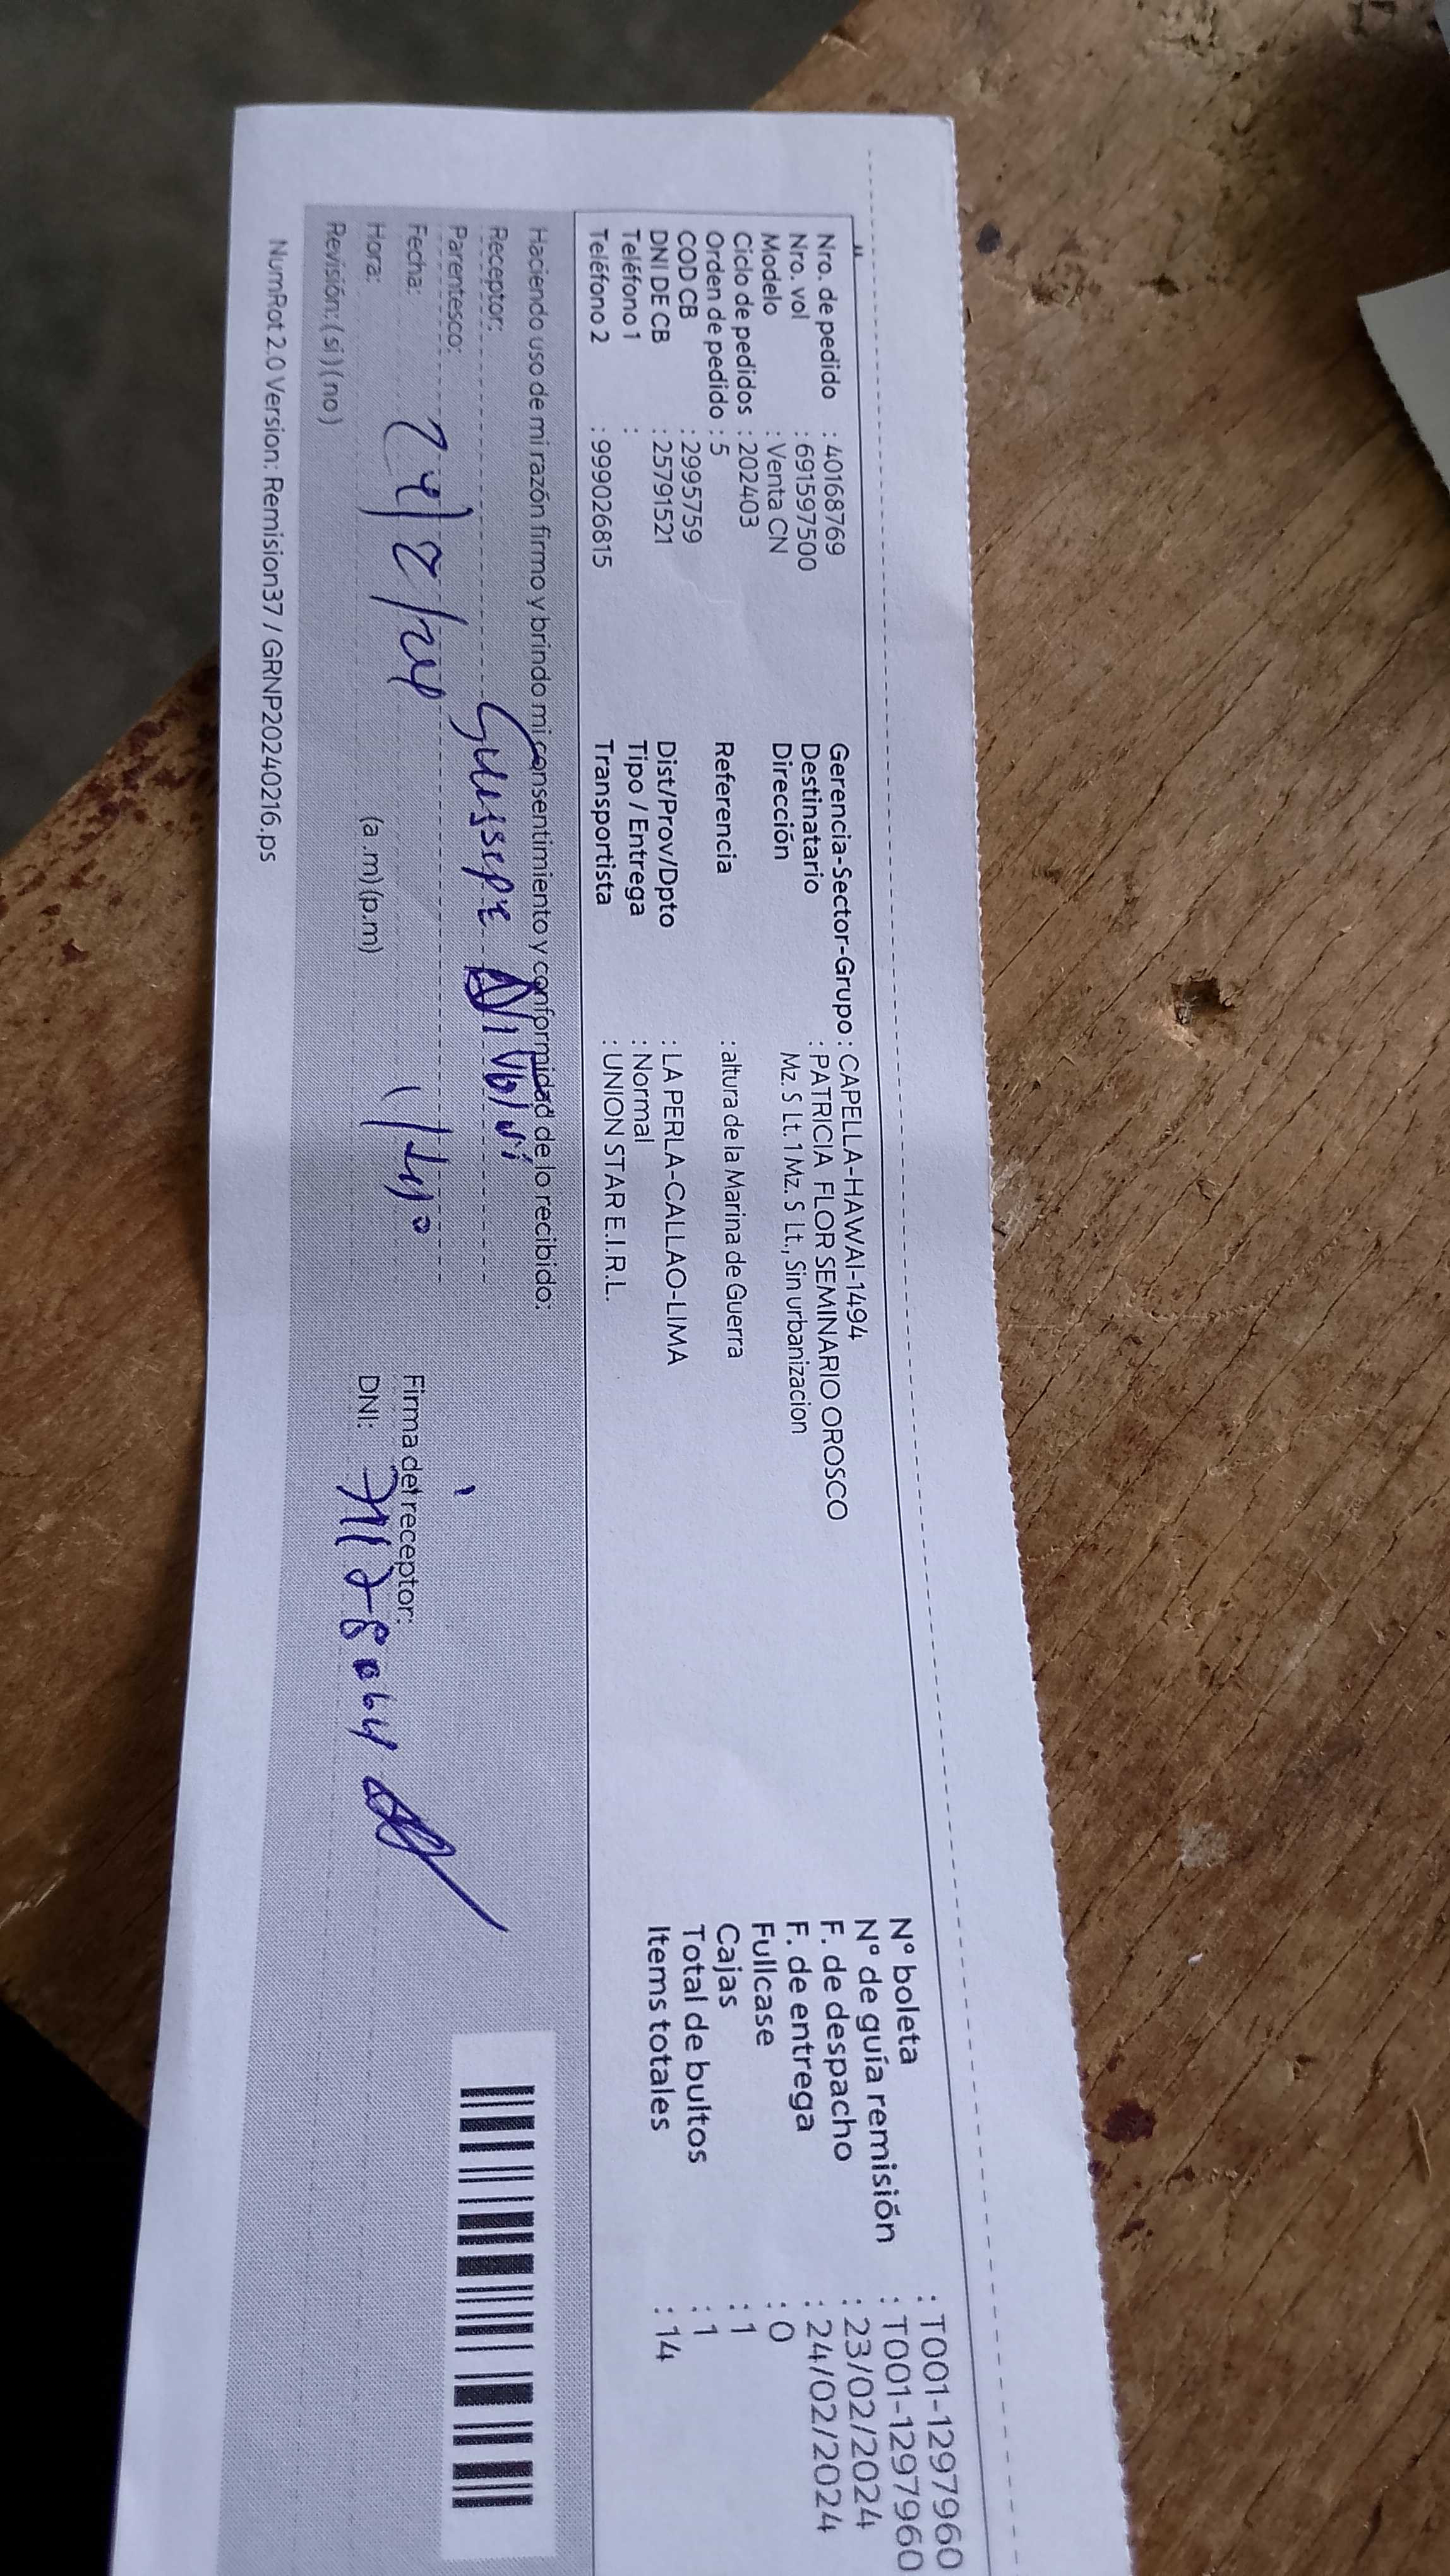 Nro. de pedido : 40168769
Nro. vol : 691597500
Modelo : Venta CN
Ciclo de pedidos : 202403
Orden de pedido : 5
COD CB : 2995759
DNI DE CB : 25791521
Teléfono 1 :
Teléfono 2 : 999026815
Gerencia-Sector-Grupo : CAPELLA-HAWAI-1494
Destinatario : PATRICIA FLOR SEMINARIO OROSCO
Dirección Mz. S Lt. 1 Mz. S Lt., Sin urbanizacion
Referencia : altura de la Marina de Guerra
Dist/Prov/Dpto : LA PERLA-CALLAO-LIMA
Tipo / Entrega : Normal
Transportista : UNION STAR E.I.R.L.
N° boleta : T001-1297960
N° de guía remisión : T001-1297960
F. de despacho : 23/02/2024
F. de entrega : 24/02/2024
Fullcase : 0
Cajas : 1
Total de bultos : 1
Items totales : 14
Haciendo uso de mi razón firmo y brindo mi consentimiento y conformidad de lo recibido:
Receptor:
Parentesco:
Fecha: 24/2/24
Hora: (a .m) (p.m)
Revisión: ( si ) ( no )
Firma del receptor:
DNI:
NumRot 2.0 Version: Remision37 / GRNP20240216.ps